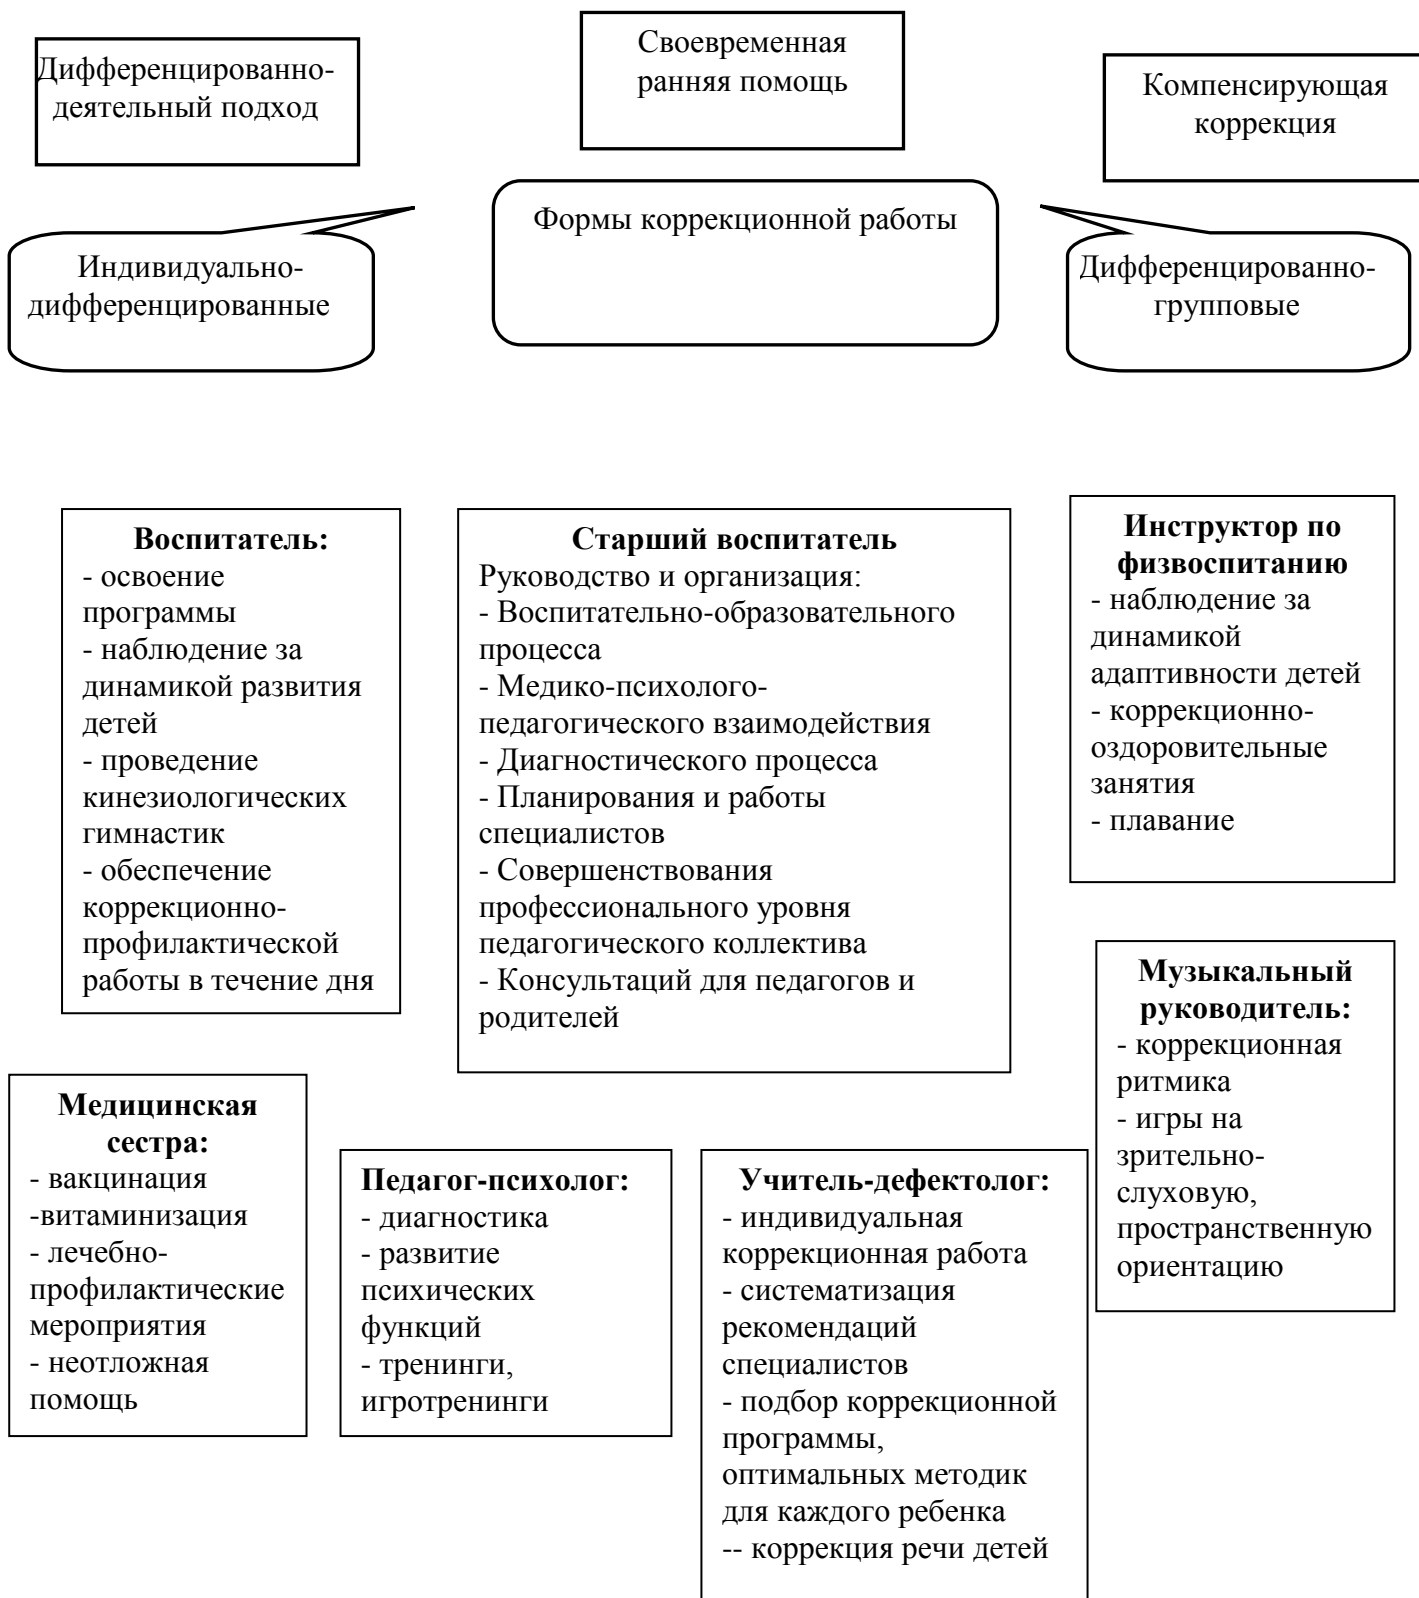 Дифференцированно-
деятельный подход
Своевременная
ранняя помощь
Компенсирующая
коррекция
Формы коррекционной работы
Индивидуально-
дифференцированные
Дифференцированно-
групповые
Воспитатель:
- освоение
программы
- наблюдение за
динамикой развития
детей
- проведение
кинезиологических
гимнастик
- обеспечение
коррекционно-
профилактической
работы в течение дня
Старший воспитатель
Руководство и организация:
- Воспитательно-образовательного
процесса
- Медико-психолого-
педагогического взаимодействия
- Диагностического процесса
- Планирования и работы
специалистов
- Совершенствования
профессионального уровня
педагогического коллектива
- Консультаций для педагогов и
родителей
Инструктор по
физвоспитанию
- наблюдение за
динамикой
адаптивности детей
- коррекционно-
оздоровительные
занятия
- плавание
Музыкальный
руководитель:
- коррекционная
ритмика
- игры на
зрительно-
слуховую,
пространственную
ориентацию
Медицинская
сестра:
- вакцинация
-витаминизация
- лечебно-
профилактические
мероприятия
- неотложная
помощь
Педагог-психолог:
- диагностика
- развитие
психических
функций
- тренинги,
игротренинги
Учитель-дефектолог:
- индивидуальная
коррекционная работа
- систематизация
рекомендаций
специалистов
- подбор коррекционной
программы,
оптимальных методик
для каждого ребенка
-- коррекция речи детей